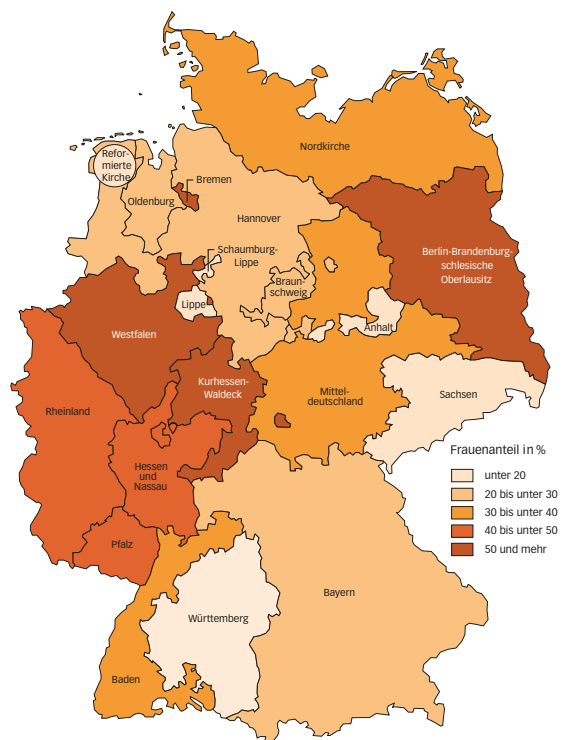 Nordkirche
Refor-
mierte
Kirche
Bremen
Oldenburg
Hannover
Berlin-Brandenburg-
schlesische
Oberlausitz
Schaumburg-
Lippe
Braun-
schweig
Lippe
Anhalt
Westfalen
Kurhessen-
Waldeck
Mittel-
deutschland
Sachsen
Rheinland
Hessen
und
Nassau
Frauenanteil in %
unter 20
20 bis unter 30
30 bis unter 40
40 bis unter 50
50 und mehr
Pfalz
Bayern
Württemberg
Baden